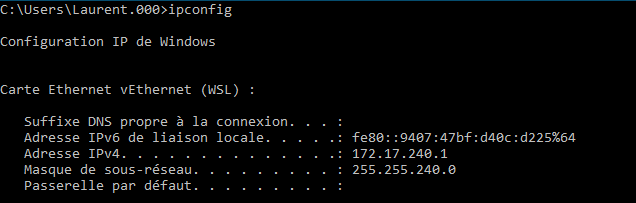 C:\Users\Laurent.000>ipconfig
Configuration IP de Windows
Carte Ethernet vEthernet (WSL) :
Suffixe DNS propre à la connexion. . . :
Adresse IPv6 de liaison locale. . . . .: fe80::9407:47bf:d40c:d225%64
Adresse IPv4. . . . . . . . . . . . . .: 172.17.240.1
Masque de sous-réseau. . . . . . . . . : 255.255.240.0
Passerelle par défaut. . . . . . . . . :